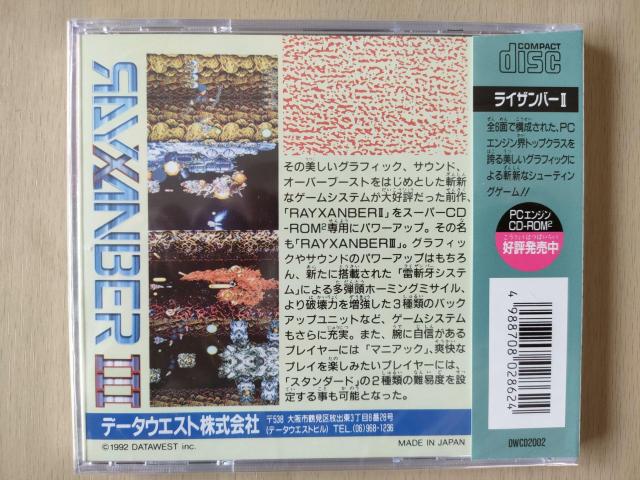 RAYXANBER III
その美しいグラフィック、サウンド、
オーバーブーストをはじめとした斬新
なゲームシステムが大好評だった前作、
「RAYXANBERⅡ」をスーパーCD
-ROM²専用にパワーアップ。その名
も「RAYXANBERⅢ」。グラフィッ
クやサウンドのパワーアップはもちろ
ん、新たに搭載された「雷斬牙システ
ム」による多弾頭ホーミングミサイル、
より破壊力を増強した3種類のバック
アップユニットなど、ゲームシステム
もさらに充実。また、腕に自信がある
プレイヤーには「マニアック」、爽快な
プレイを楽しみたいプレイヤーには、
「スタンダード」の2種類の難易度を設
定する事も可能となった。
データウエスト株式会社
〒538 大阪市鶴見区放出東3丁目8番28号
(データウエストビル) TEL.(06)968-1236
©1992 DATAWEST inc.
MADE IN JAPAN
COMPACT
disc
ライザンバーⅡ
全6面で構成された、PC
エンジン界トップクラスを
誇る美しいグラフィックに
よる斬新なシューティン
グゲーム!!
PCエンジン
CD-ROM²
好評発売中
4988708028624
DWCD2002